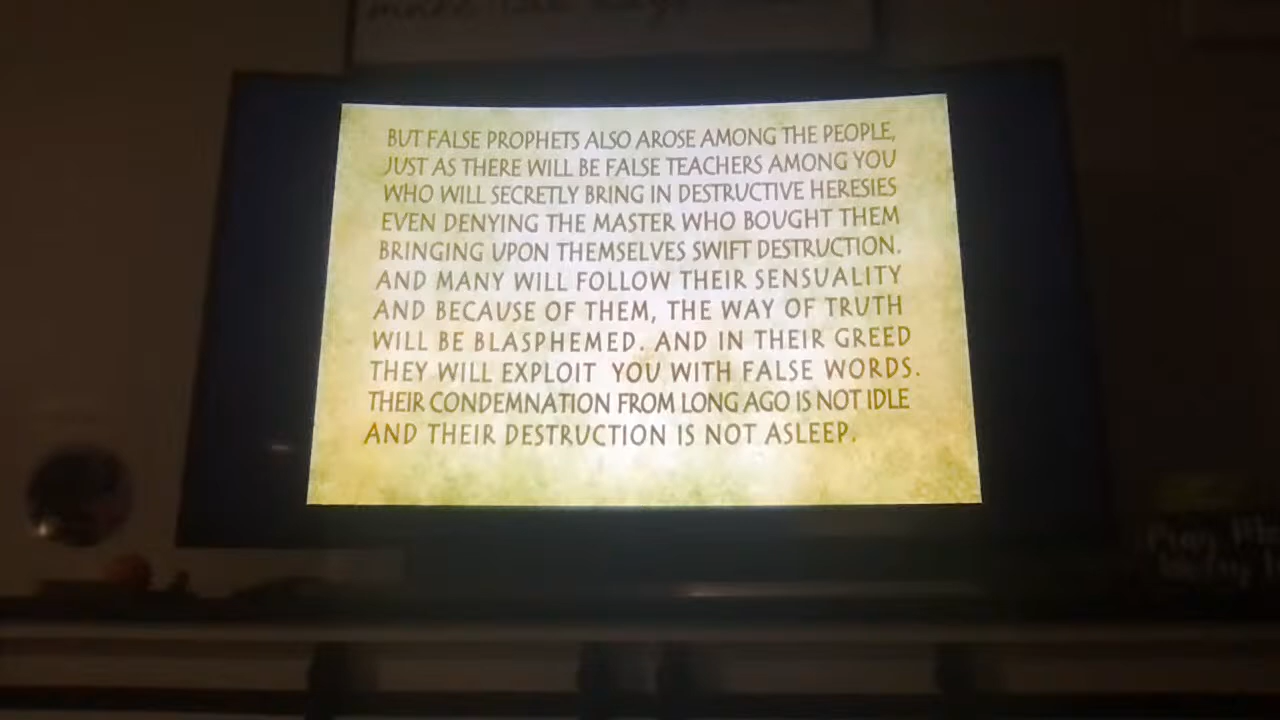 BUT FALSE PROPHETS ALSO AROSE AMONG THE PEOPLE,
JUST AS THERE WILL BE FALSE TEACHERS AMONG YOU
WHO WILL SECRETLY BRING IN DESTRUCTIVE HERESIES
EVEN DENYING THE MASTER WHO BOUGHT THEM
BRINGING UPON THEMSELVES SWIFT DESTRUCTION.
AND MANY WILL FOLLOW THEIR SENSUALITY
AND BECAUSE OF THEM, THE WAY OF TRUTH
WILL BE BLASPHEMED. AND IN THEIR GREED
THEY WILL EXPLOIT YOU WITH FALSE WORDS.
THEIR CONDEMNATION FROM LONG AGO IS NOT IDLE
AND THEIR DESTRUCTION IS NOT ASLEEP.